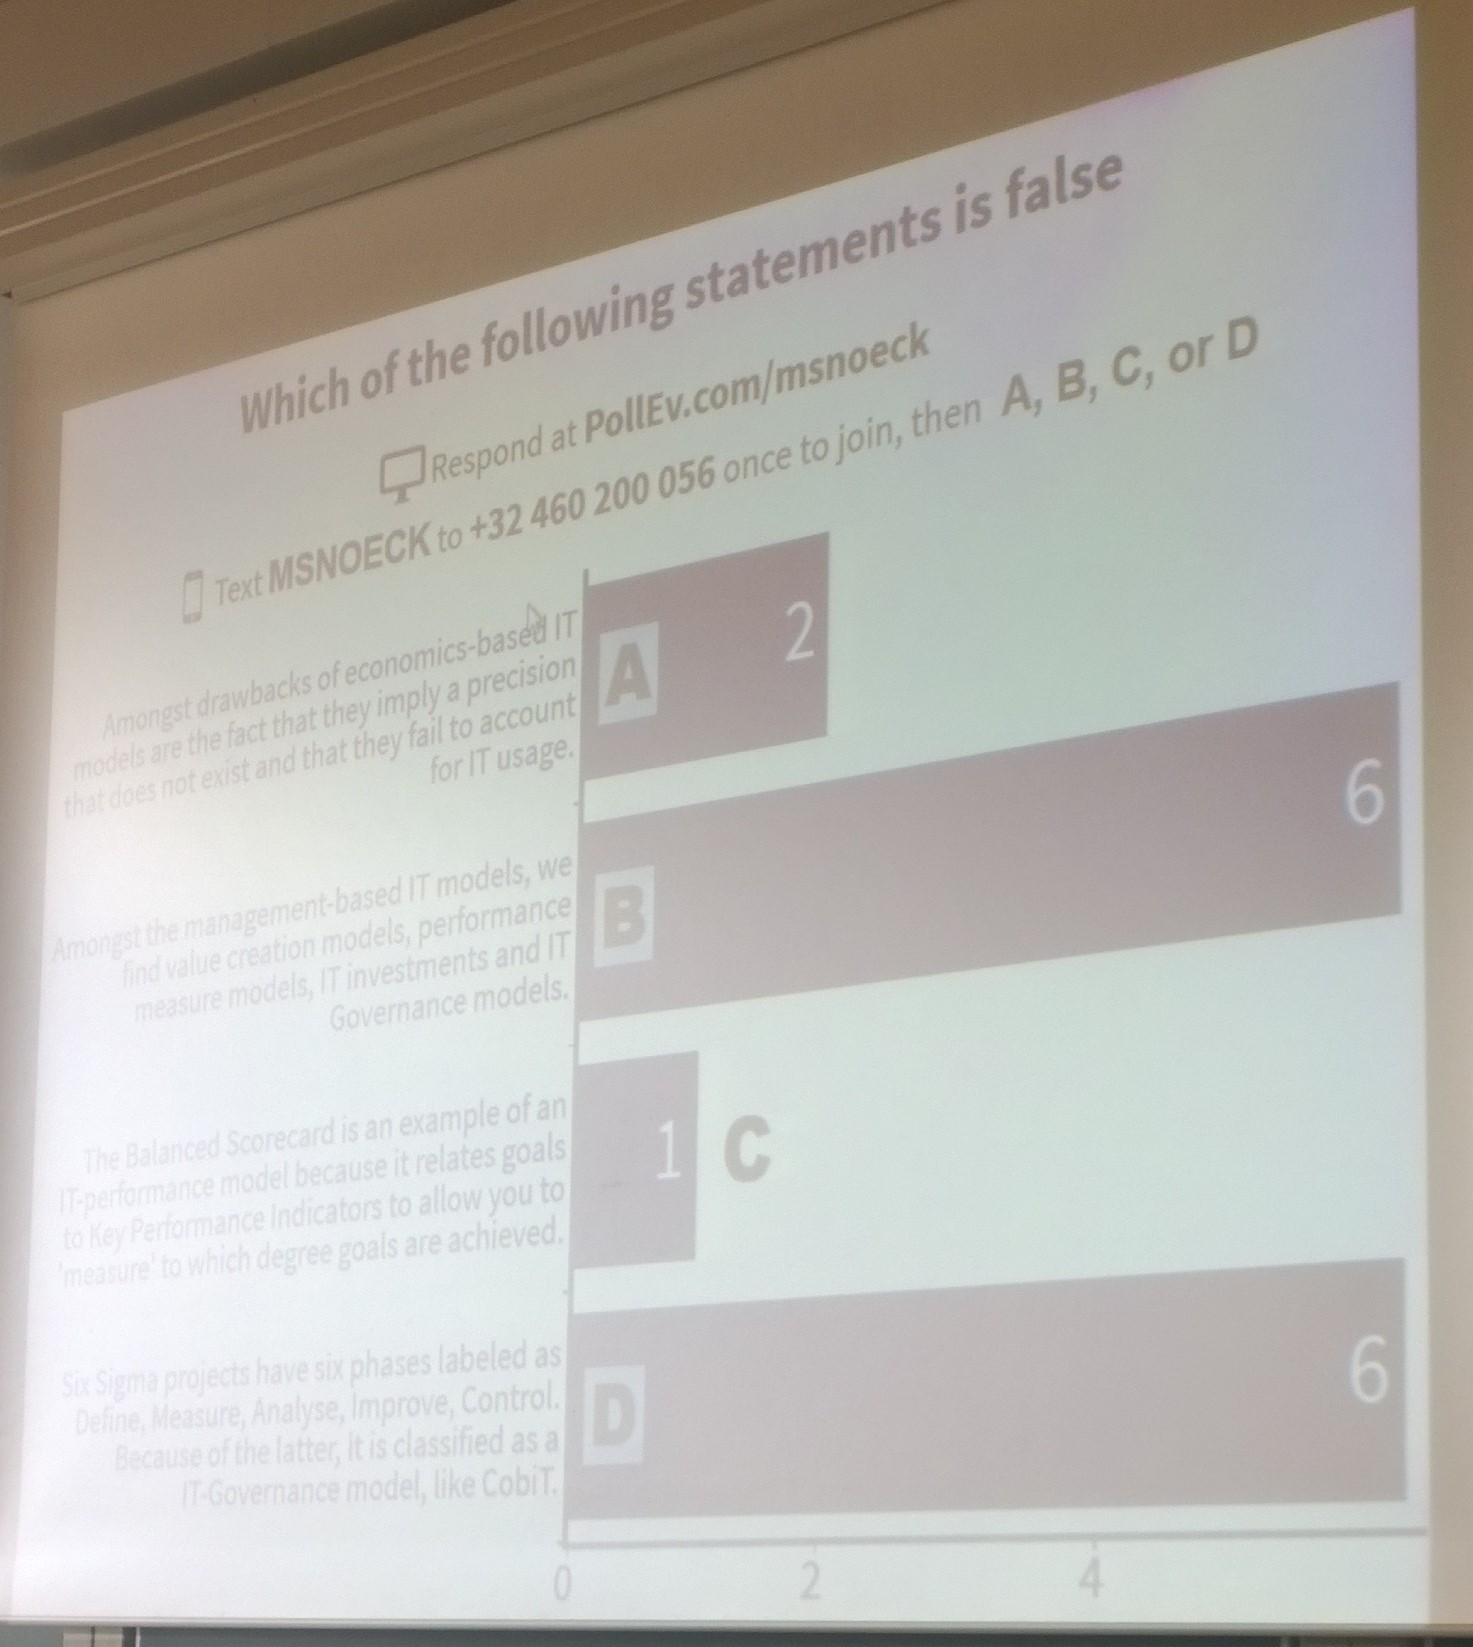 Which of the following statements is false
Respond at PollEv.com/msnoeck
Text MSNOECK to +32 460 200 056 once to join, then A, B, C, or D
Amongst drawbacks of economics-based IT
models are the fact that they imply a precision
that does not exist and that they fail to account
for IT usage.
A
2
Amongst the management-based IT models, we
find value creation models, performance
measure models, IT investments and IT
Governance models.
B
6
The Balanced Scorecard is an example of an
IT-performance model because it relates goals
to Key Performance Indicators to allow you to
'measure' to which degree goals are achieved.
1
C
Six Sigma projects have six phases labeled as
Define, Measure, Analyse, Improve, Control.
Because of the latter, it is classified as a
IT-Governance model, like CobiT.
D
6
0 2 4